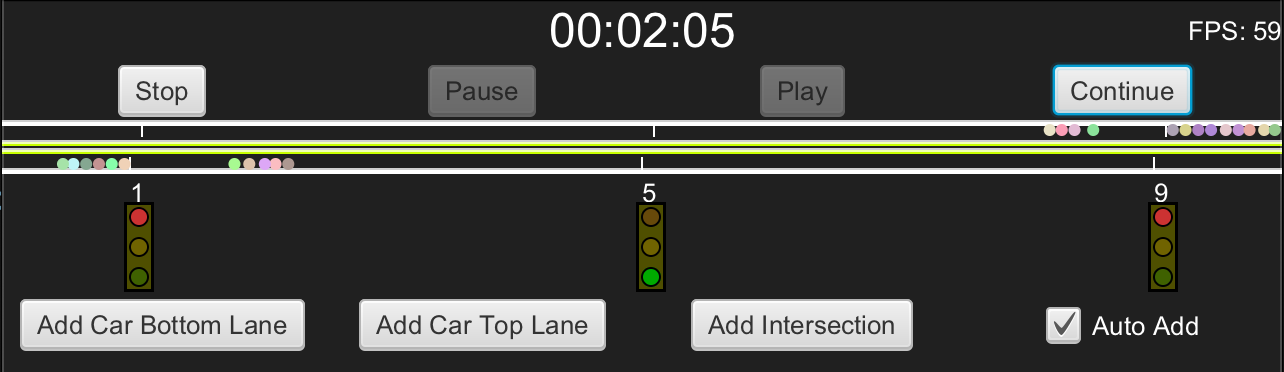 00:02:05
FPS: 59
Stop
Pause
Play
Continue
1
5
9
Add Car Bottom Lane
Add Car Top Lane
Add Intersection
Auto Add